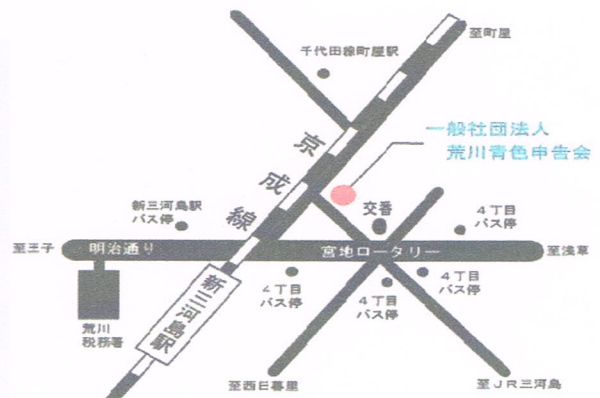 至町屋
千代田線町屋駅
一般社団法人
荒川青色申告会
京成線
新三河島駅
バス停
交番
4丁目
バス停
至王子
明治通り
宮地ロータリー
至浅草
4丁目
バス停
4丁目
バス停
4丁目
バス停
新三河島駅
荒川
税務署
至西日暮里
至JR三河島